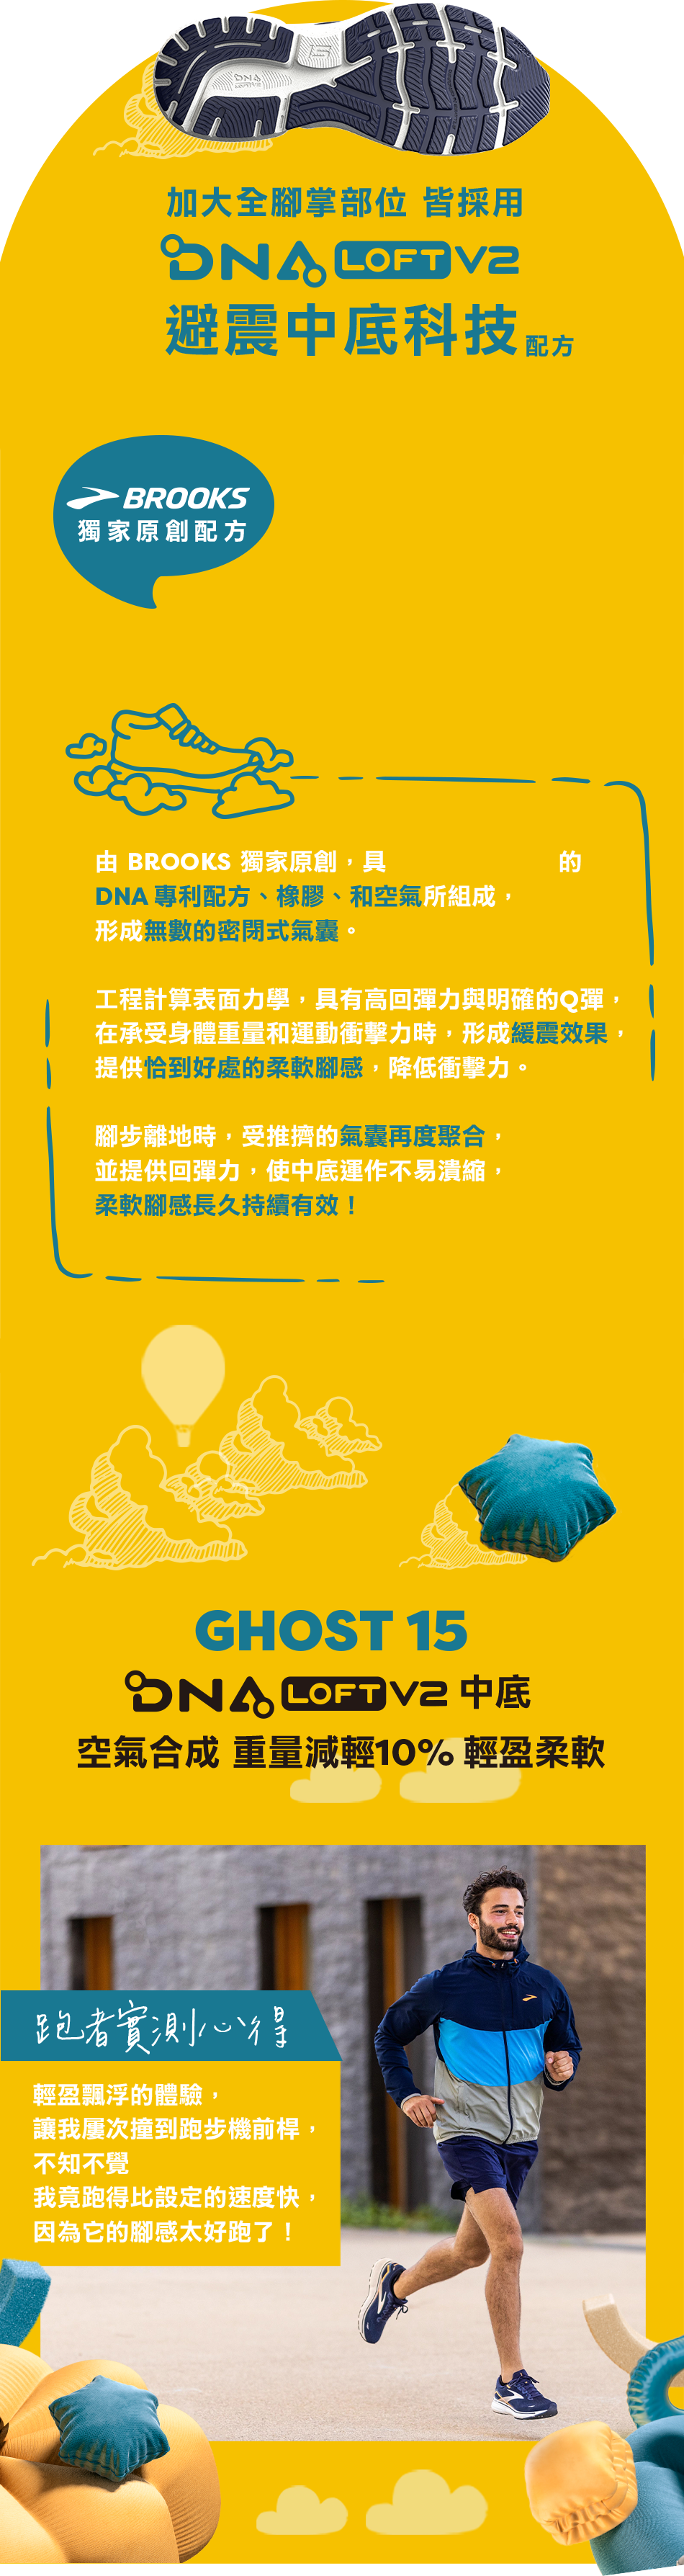 15
DNA
LOFT V2
加大全腳掌部位 皆採用
DNA LOFT V2
避震中底科技配方
BROOKS
獨家原創配方
由 BROOKS 獨家原創，具 的
DNA 專利配方、橡膠、和空氣所組成，
形成無數的密閉式氣囊。
工程計算表面力學，具有高回彈力與明確的Q彈，
在承受身體重量和運動衝擊力時，形成緩震效果，
提供恰到好處的柔軟腳感，降低衝擊力。
腳步離地時，受推擠的氣囊再度聚合，
並提供回彈力，使中底運作不易潰縮，
柔軟腳感長久持續有效！
GHOST 15
DNA LOFT V2 中底
空氣合成 重量減輕10% 輕盈柔軟
跑者實測心得
輕盈飄浮的體驗，
讓我屢次撞到跑步機前桿，
不知不覺
我竟跑得比設定的速度快，
因為它的腳感太好跑了！